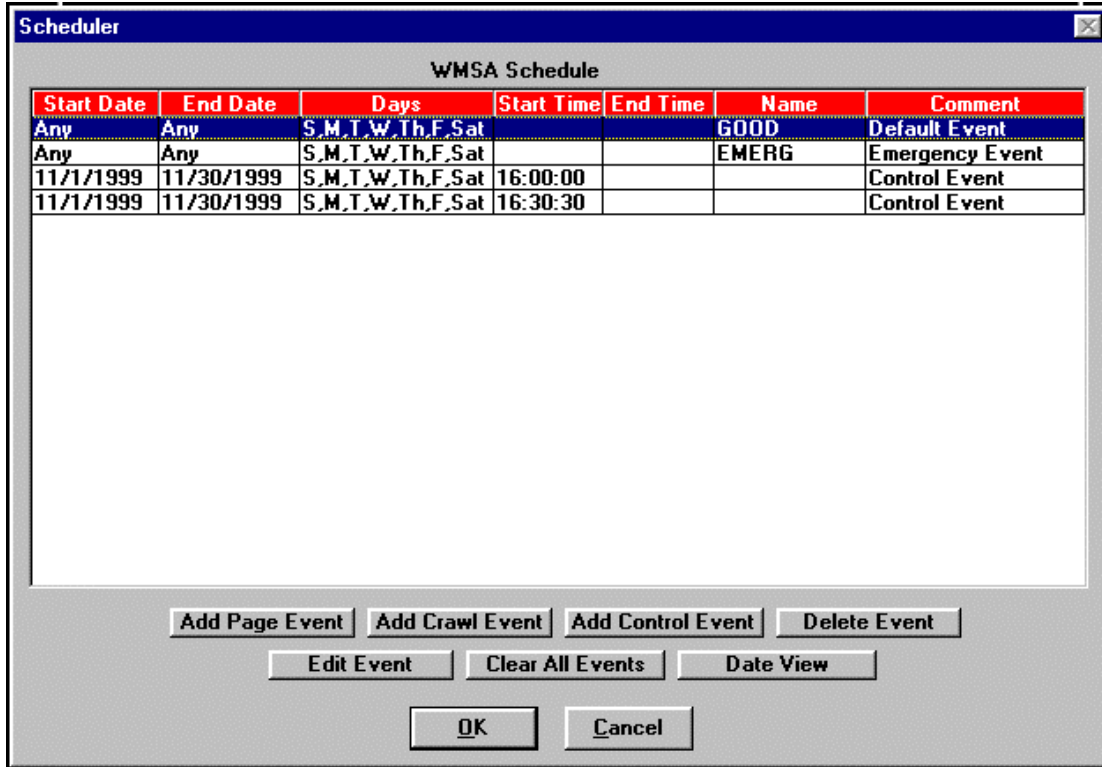 Scheduler
WMSA Schedule
Start Date End Date Days Start Time End Time Name Comment
Any Any S,M,T,W,Th,F,Sat GOOD Default Event
Any Any S,M,T,W,Th,F,Sat EMERG Emergency Event
11/1/1999 11/30/1999 S,M,T,W,Th,F,Sat 16:00:00 Control Event
11/1/1999 11/30/1999 S,M,T,W,Th,F,Sat 16:30:30 Control Event
Add Page Event Add Crawl Event Add Control Event Delete Event
Edit Event Clear All Events Date View
OK Cancel